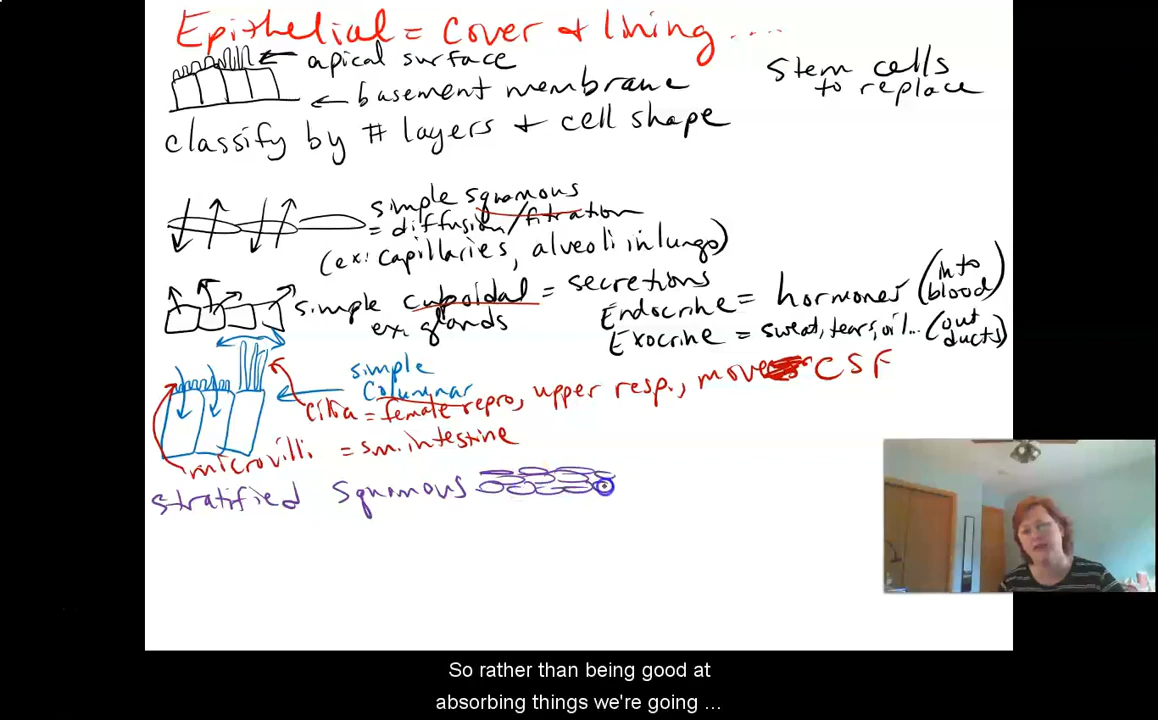 Epithelial = Cover & lining ....
apical surface
basement membrane
Stem cells
to replace
classify by # layers & cell shape
simple squamous
= diffusion/filtration
(ex: capillaries, alveoli in lungs)
simple cuboidal = secretions
ex: glands
Endocrine = hormones (into
blood)
Exocrine = sweat, tears, oil... (out
ducts)
simple
Columnar
cilia = female repro, upper resp., move CSF
microvilli = sm. intestine
stratified squamous
So rather than being good at
absorbing things we're going ...